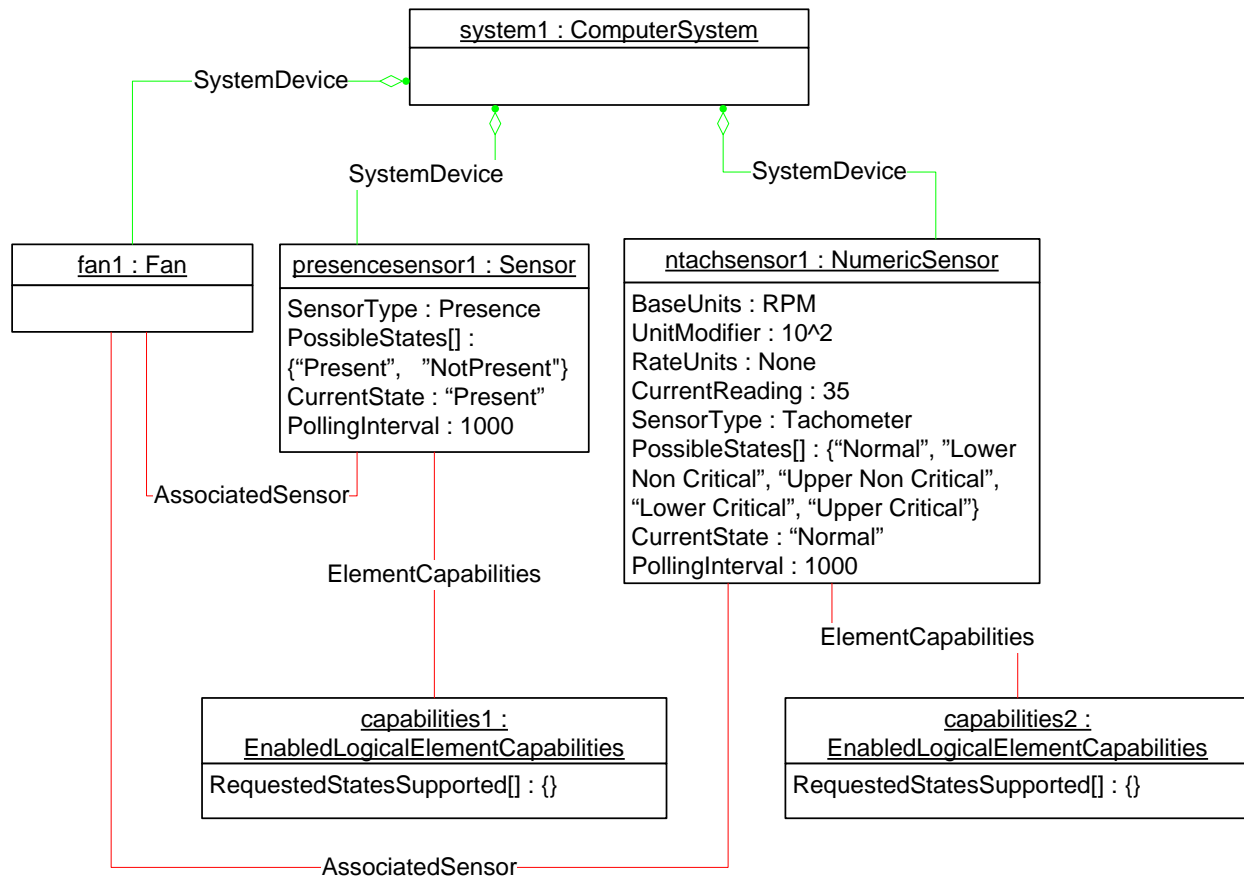 system1 : ComputerSystem
SystemDevice
SystemDevice
SystemDevice
fan1 : Fan
presencesensor1 : Sensor
SensorType : Presence
PossibleStates[] :
{“Present”, ”NotPresent"}
CurrentState : “Present”
PollingInterval : 1000
ntachsensor1 : NumericSensor
BaseUnits : RPM
UnitModifier : 10^2
RateUnits : None
CurrentReading : 35
SensorType : Tachometer
PossibleStates[] : {“Normal”, ”Lower
Non Critical”, “Upper Non Critical”,
“Lower Critical”, “Upper Critical”}
CurrentState : “Normal”
PollingInterval : 1000
AssociatedSensor
ElementCapabilities
ElementCapabilities
capabilities1 :
EnabledLogicalElementCapabilities
RequestedStatesSupported[] : {}
capabilities2 :
EnabledLogicalElementCapabilities
RequestedStatesSupported[] : {}
AssociatedSensor